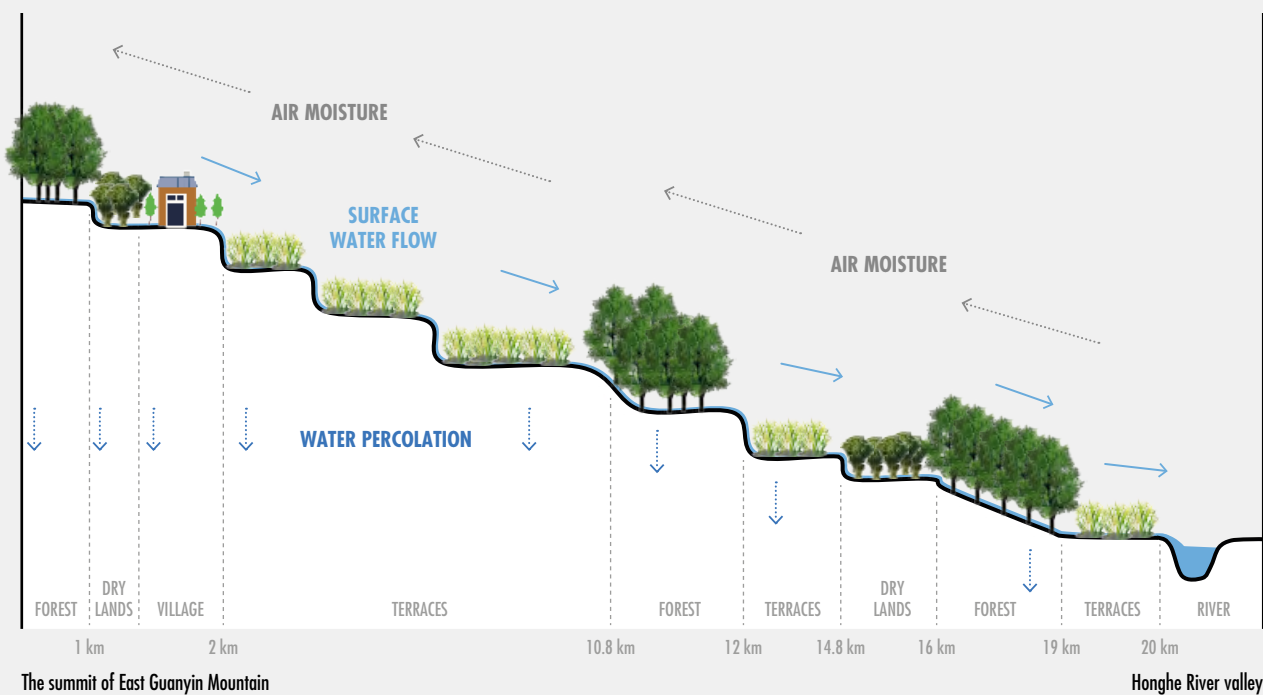 AIR MOISTURE
SURFACE
WATER FLOW
AIR MOISTURE
WATER PERCOLATION
FOREST
DRY
LANDS
VILLAGE
TERRACES
FOREST
TERRACES
DRY
LANDS
FOREST
TERRACES
RIVER
1 km
2 km
10.8 km
12 km
14.8 km
16 km
19 km
20 km
The summit of East Guanyin Mountain
Honghe River valley